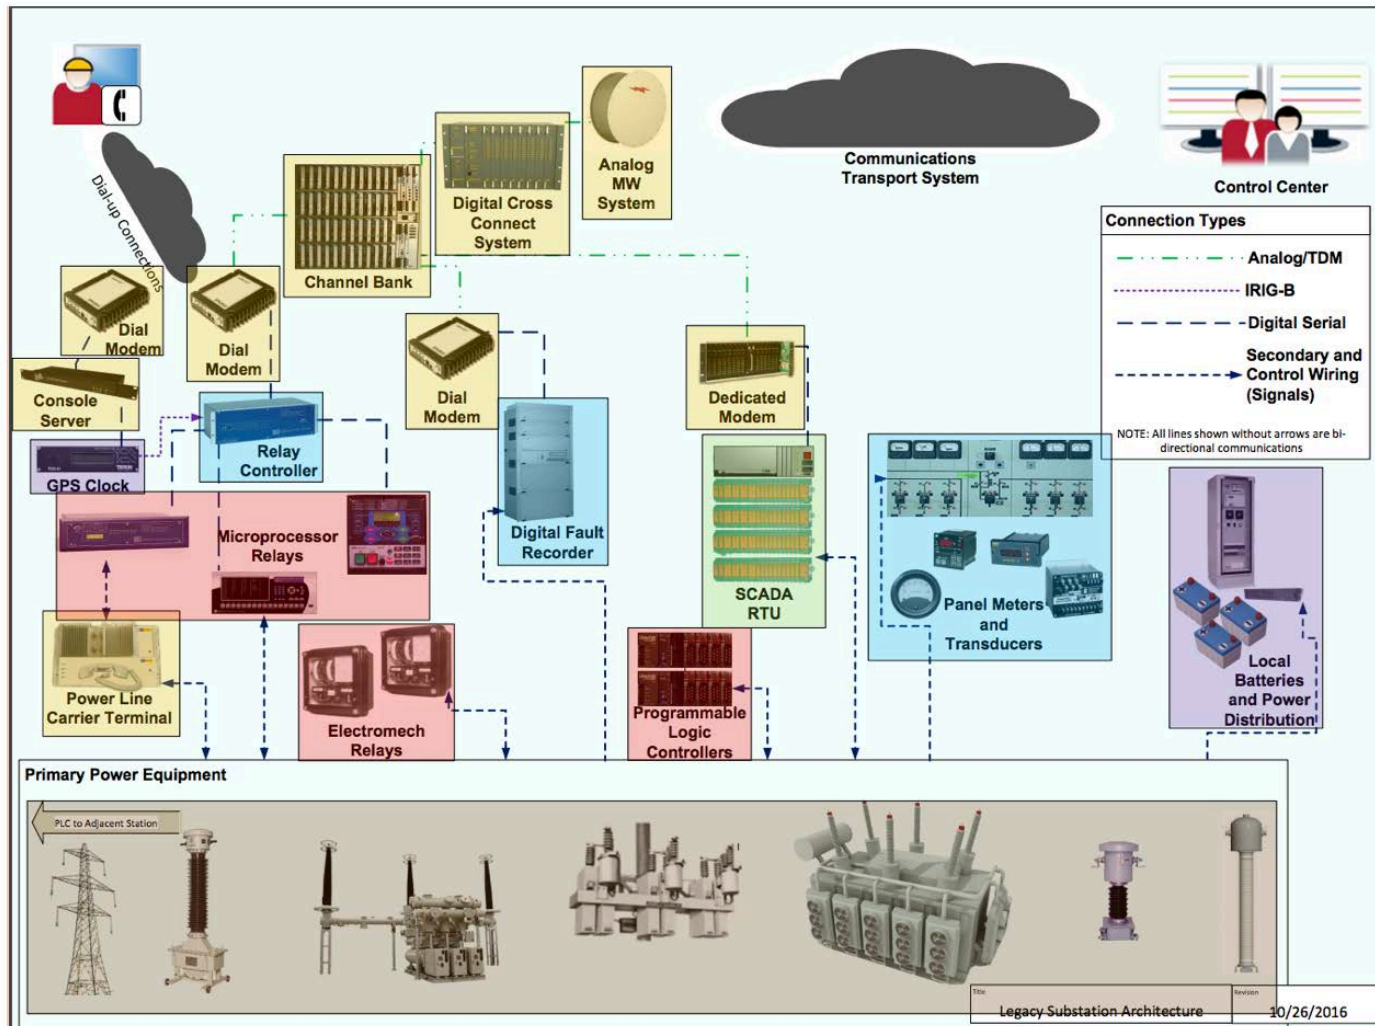 Dial-up Connections
Communications
Transport System
Control Center
Analog
MW
System
Digital Cross
Connect
System
Channel Bank
Connection Types
Analog/TDM
IRIG-B
Digital Serial
Secondary and
Control Wiring
(Signals)
NOTE: All lines shown without arrows are bi-
directional communications
Dial
Modem
Dial
Modem
Dial
Modem
Dedicated
Modem
Console
Server
Relay
Controller
GPS Clock
Microprocessor
Relays
Digital Fault
Recorder
SCADA
RTU
Panel Meters
and
Transducers
Local
Batteries
and Power
Distribution
Power Line
Carrier Terminal
Electromech
Relays
Programmable
Logic
Controllers
Primary Power Equipment
PLC to Adjacent Station
Title
Legacy Substation Architecture
Revision
10/26/2016